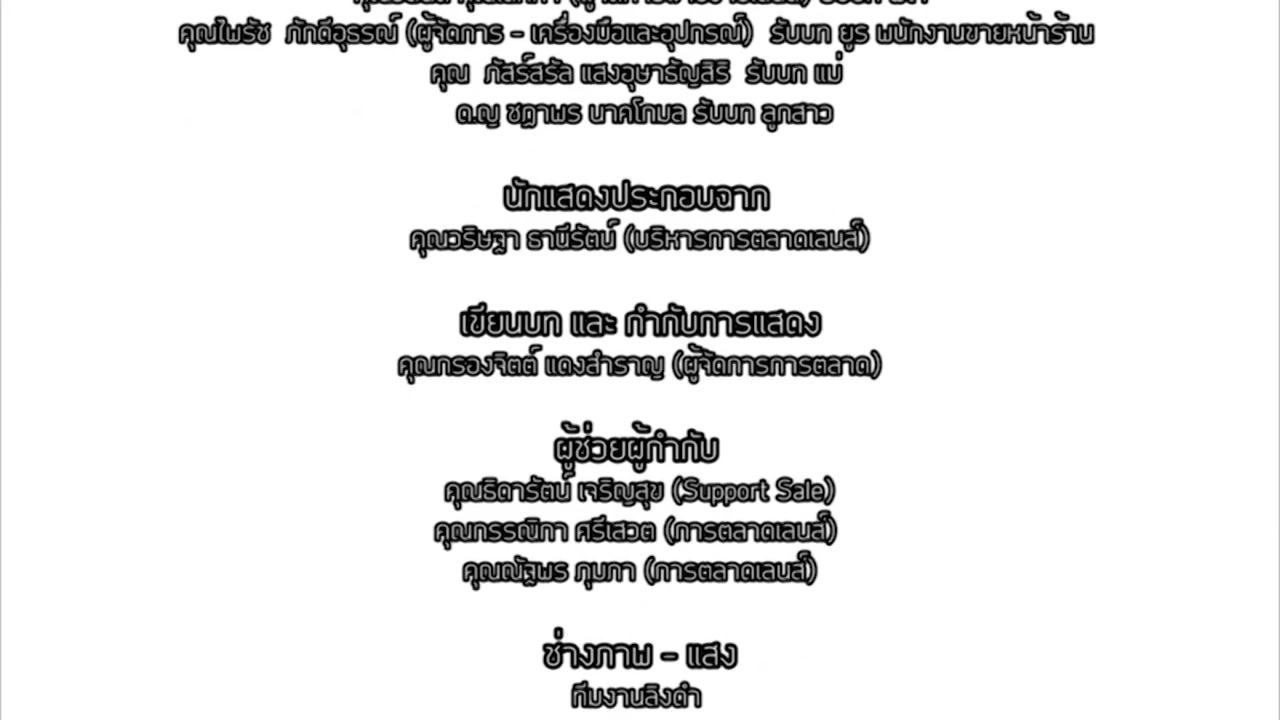 คุณไพรัช ภักดีอุธรณ์ (ผู้จัดการ - เครื่องมือและอุปกรณ์) รับบท ยูร พนักงานขายหน้าร้าน
คุณ ภัสร์สรัล แสงอุษาธัญสิริ รับบท แม่
ด.ญ ชฎาพร นาคโกมล รับบท ลูกสาว
นักแสดงประกอบฉาก
คุณวริษฐา ธานีรัตน์ (บริหารการตลาดเลนส์)
เขียนบท และ กำกับการแสดง
คุณกรองจิตต์ แดงสำราญ (ผู้จัดการการตลาด)
ผู้ช่วยผู้กำกับ
คุณธิดารัตน์ เจริญสุข (Support Sale)
คุณกรรณิกา ศรีเสวต (การตลาดเลนส์)
คุณณัฐพร ภูมภา (การตลาดเลนส์)
ช่างภาพ - แสง
ทีมงานลิงดำ